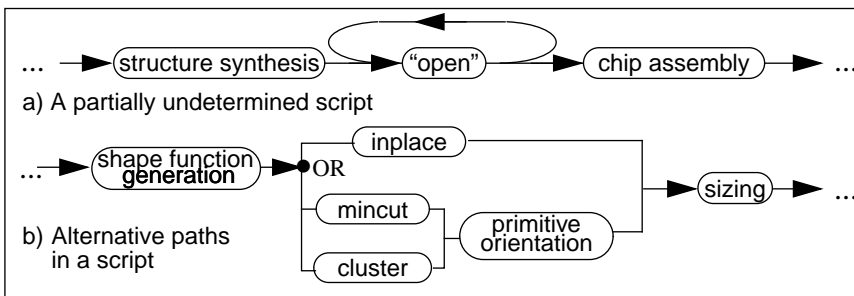 ... structure synthesis “open” chip assembly ...
a) A partially undetermined script
inplace
shape function
generation
... OR
mincut
primitive
orientation
sizing ...
b) Alternative paths
in a script
cluster